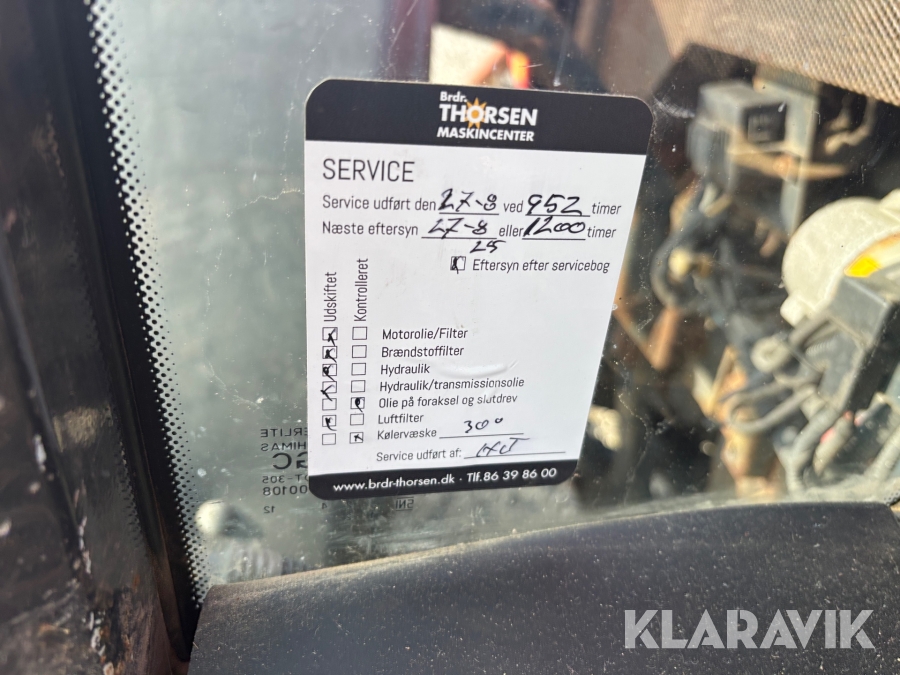 Brdr.
THORSEN
MASKINCENTER
SERVICE
Service udført den 27-8 ved 952 timer
Næste eftersyn 27-8 eller 1200 timer
25
Eftersyn efter servicebog
Udskiftet
Kontrolleret
Motorolie/Filter
Brændstoffilter
Hydraulik
Hydraulik/transmissionsolie
Olie på foraksel og slutdrev
Luftfilter
Kølervæske 30°
Service udført af:
www.brdr-thorsen.dk · Tlf. 86 39 86 00
KLARAVIK